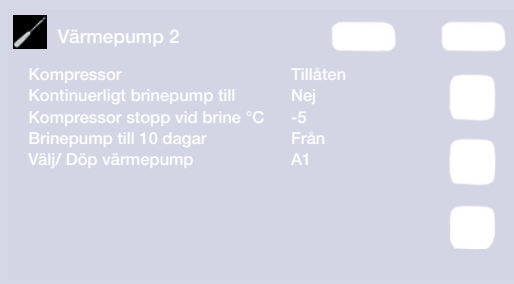 Värmepump 2
Kompressor Tillåten
Kontinuerligt brinepump till Nej
Kompressor stopp vid brine °C -5
Brinepump till 10 dagar Från
Välj/ Döp värmepump A1